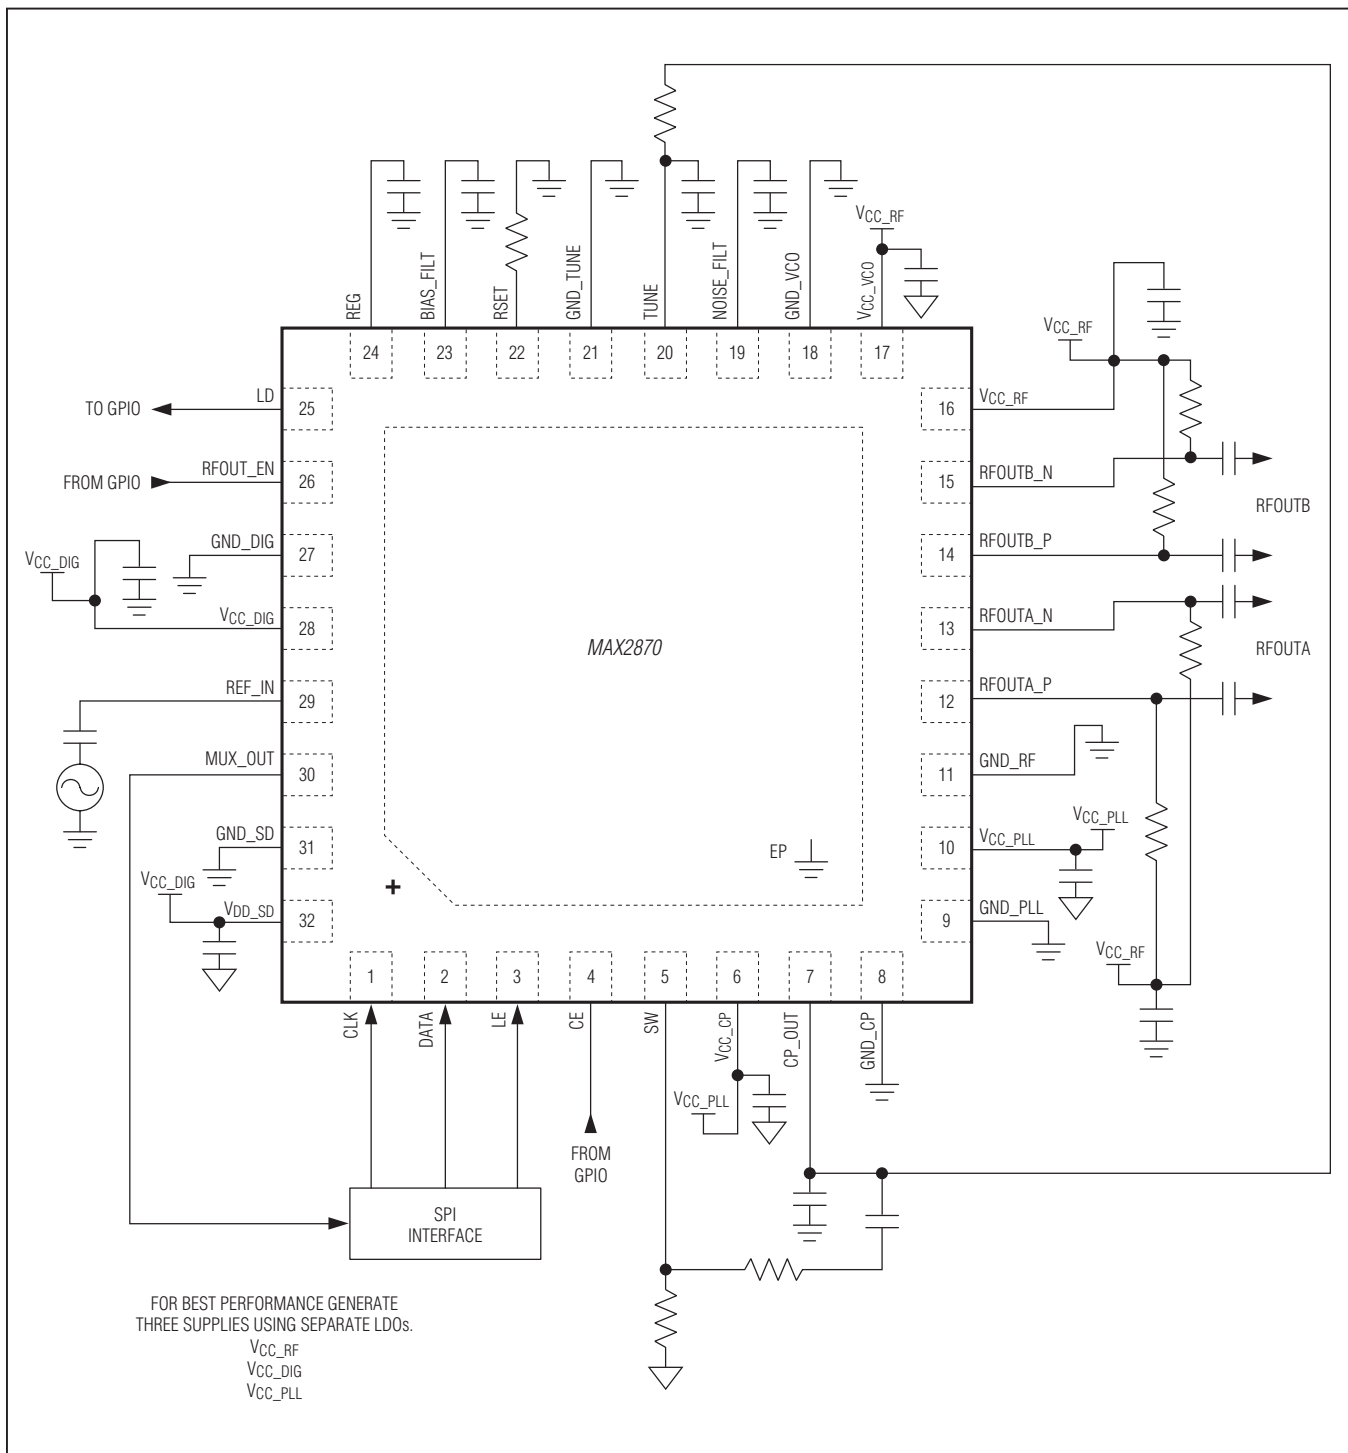 VCC_RF
REG
BIAS_FILT
RSET
GND_TUNE
TUNE
NOISE_FILT
GND_VCO
VCC_VCO
24
23
22
21
20
19
18
17
VCC_RF
TO GPIO
LD
25
16
VCC_RF
FROM GPIO
RFOUT_EN
26
15
RFOUTB_N
RFOUTB
VCC_DIG
GND_DIG
27
14
RFOUTB_P
VCC_DIG
28
MAX2870
13
RFOUTA_N
RFOUTA
REF_IN
29
12
RFOUTA_P
MUX_OUT
30
11
GND_RF
VCC_PLL
GND_SD
31
EP
10
VCC_PLL
VCC_DIG
VDD_SD
32
+
9
GND_PLL
VCC_RF
1
2
3
4
5
6
7
8
CLK
DATA
LE
CE
SW
VCC_CP
CP_OUT
GND_CP
VCC_PLL
FROM
GPIO
SPI
INTERFACE
FOR BEST PERFORMANCE GENERATE
THREE SUPPLIES USING SEPARATE LDOs.
VCC_RF
VCC_DIG
VCC_PLL